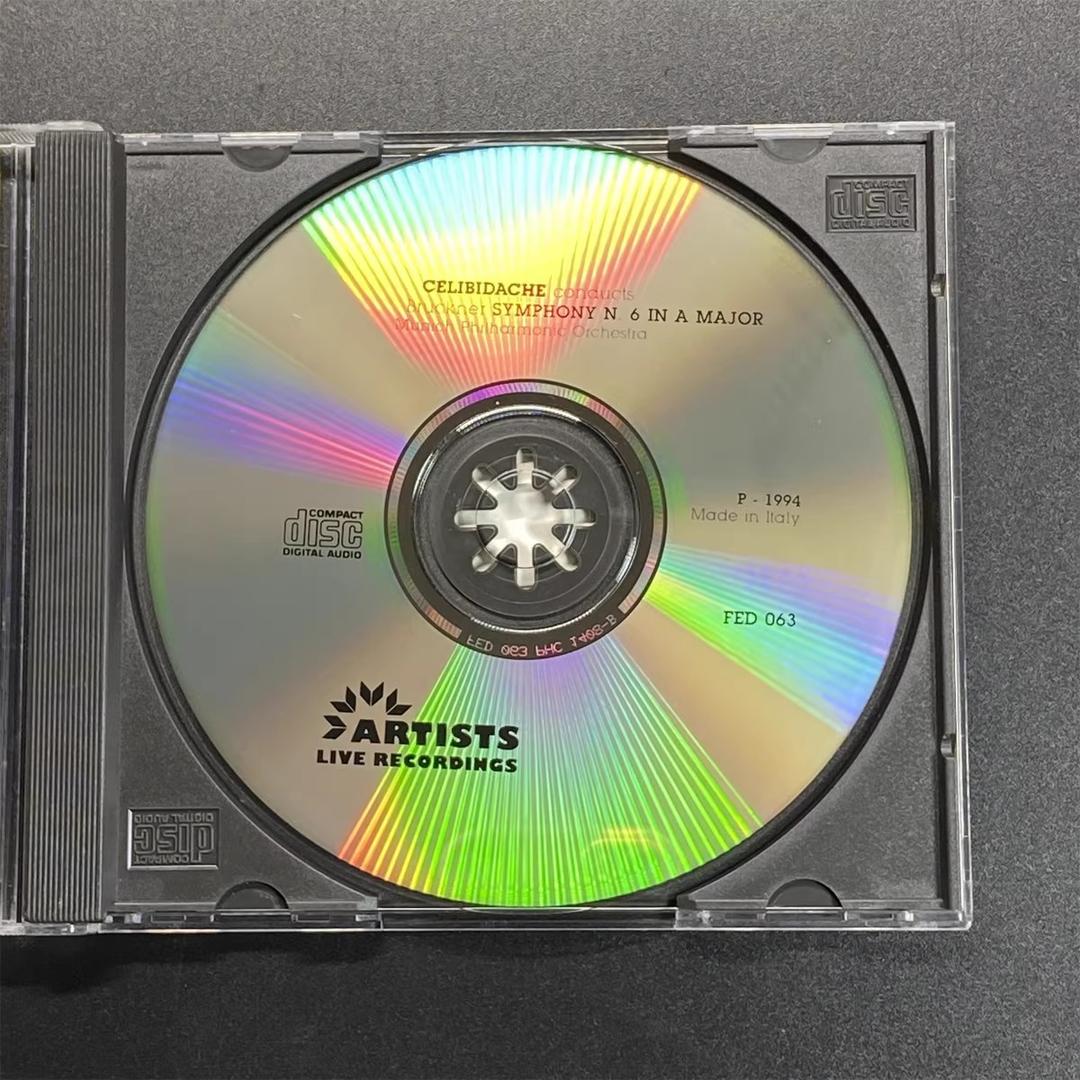 COMPACT
disc
DIGITAL AUDIO
CELIBIDACHE conducts
Bruckner SYMPHONY N. 6 IN A MAJOR
Munich Philharmonic Orchestra
P - 1994
Made in Italy
COMPACT
disc
DIGITAL AUDIO
FED 063
FED 063 PHC 1408-B
ARTISTS
LIVE RECORDINGS
COMPACT
disc
DIGITAL AUDIO